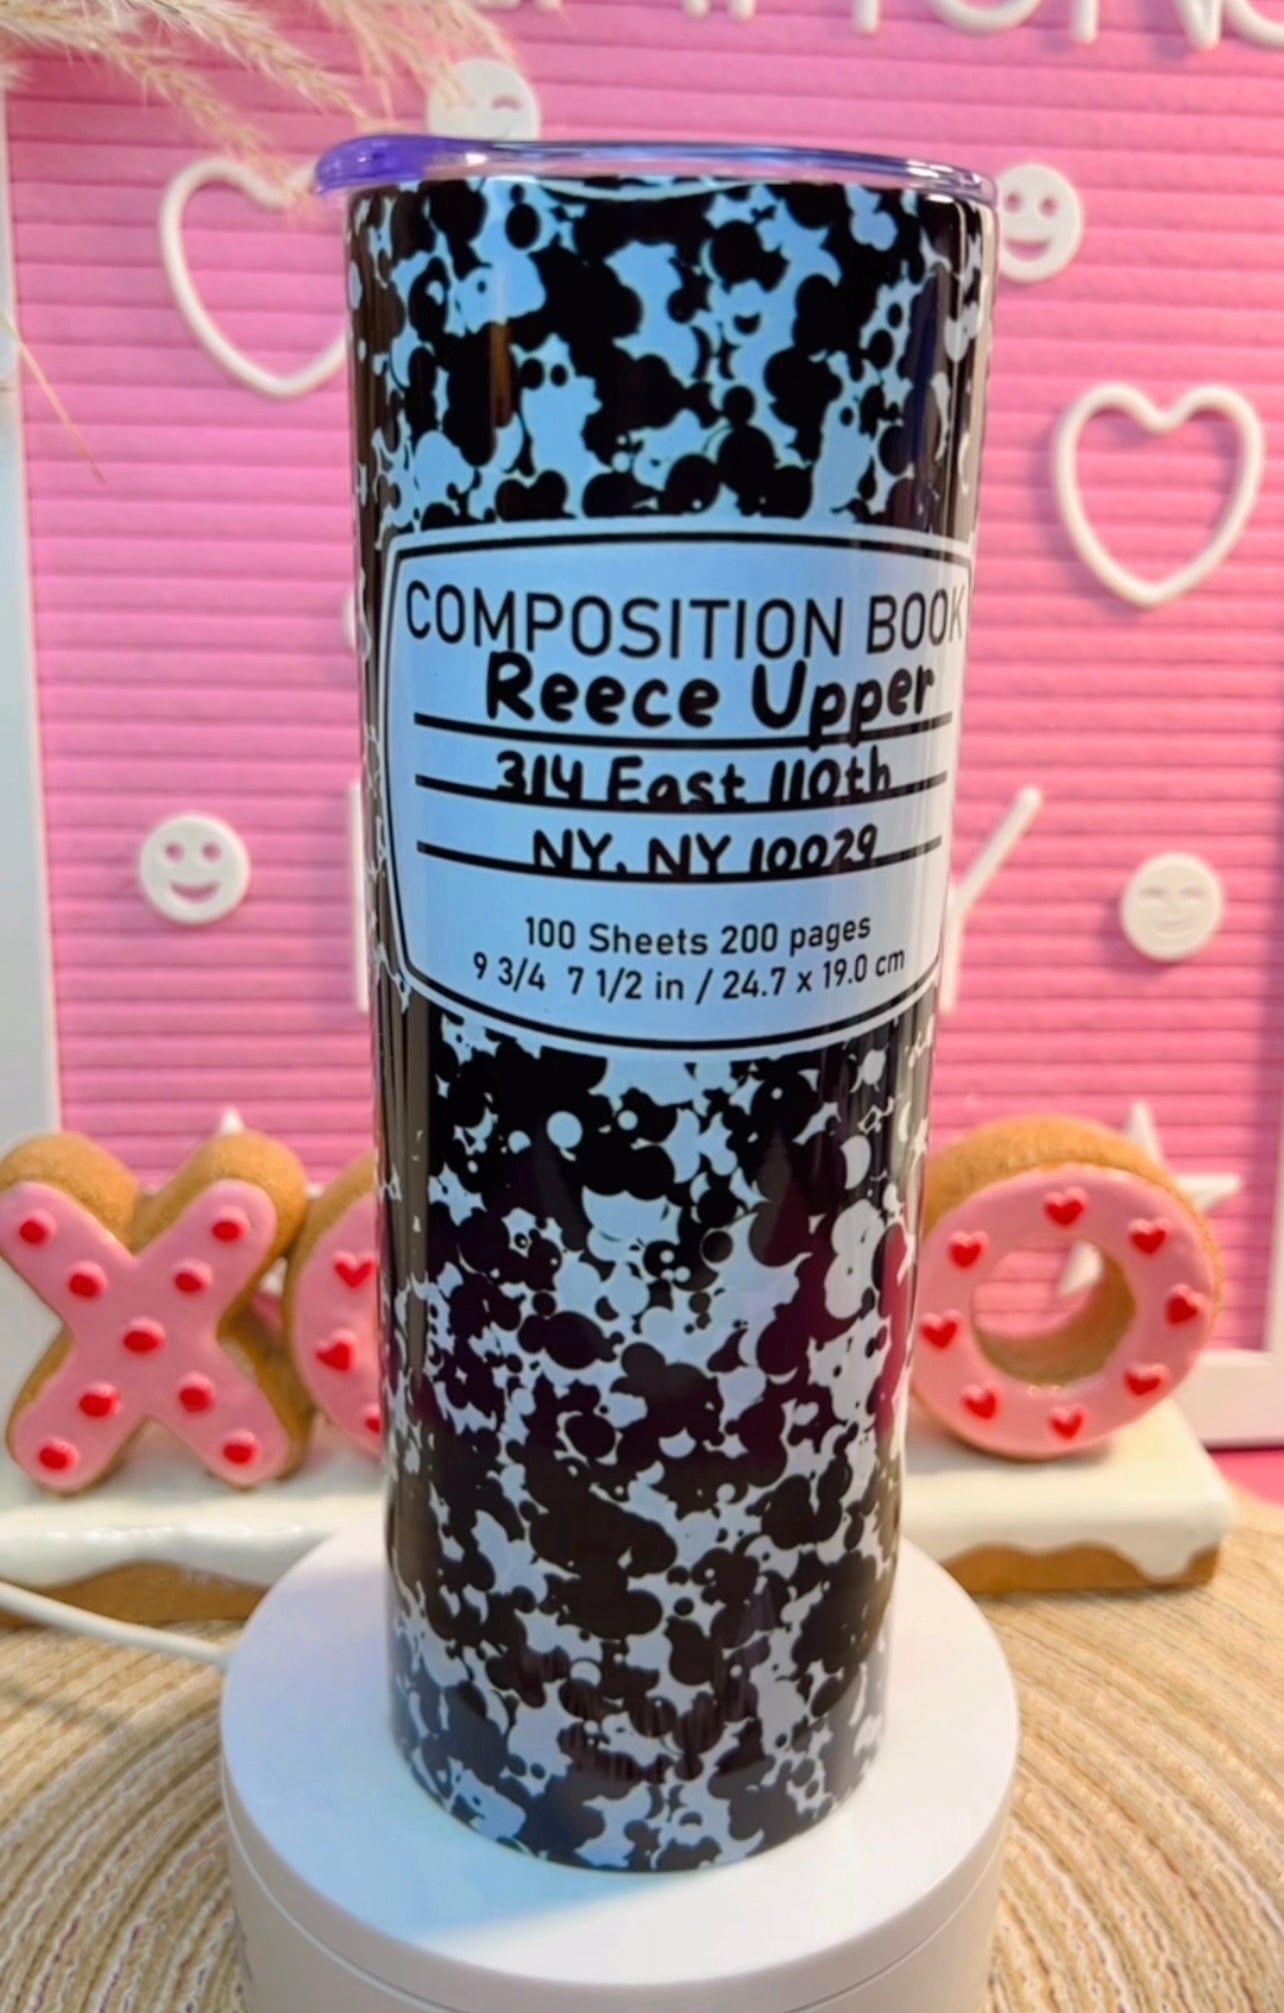 COMPOSITION BOOK
Reece Upper
314 East 110th
NY, NY 10029
100 Sheets 200 pages
9 3/4 7 1/2 in / 24.7 x 19.0 cm